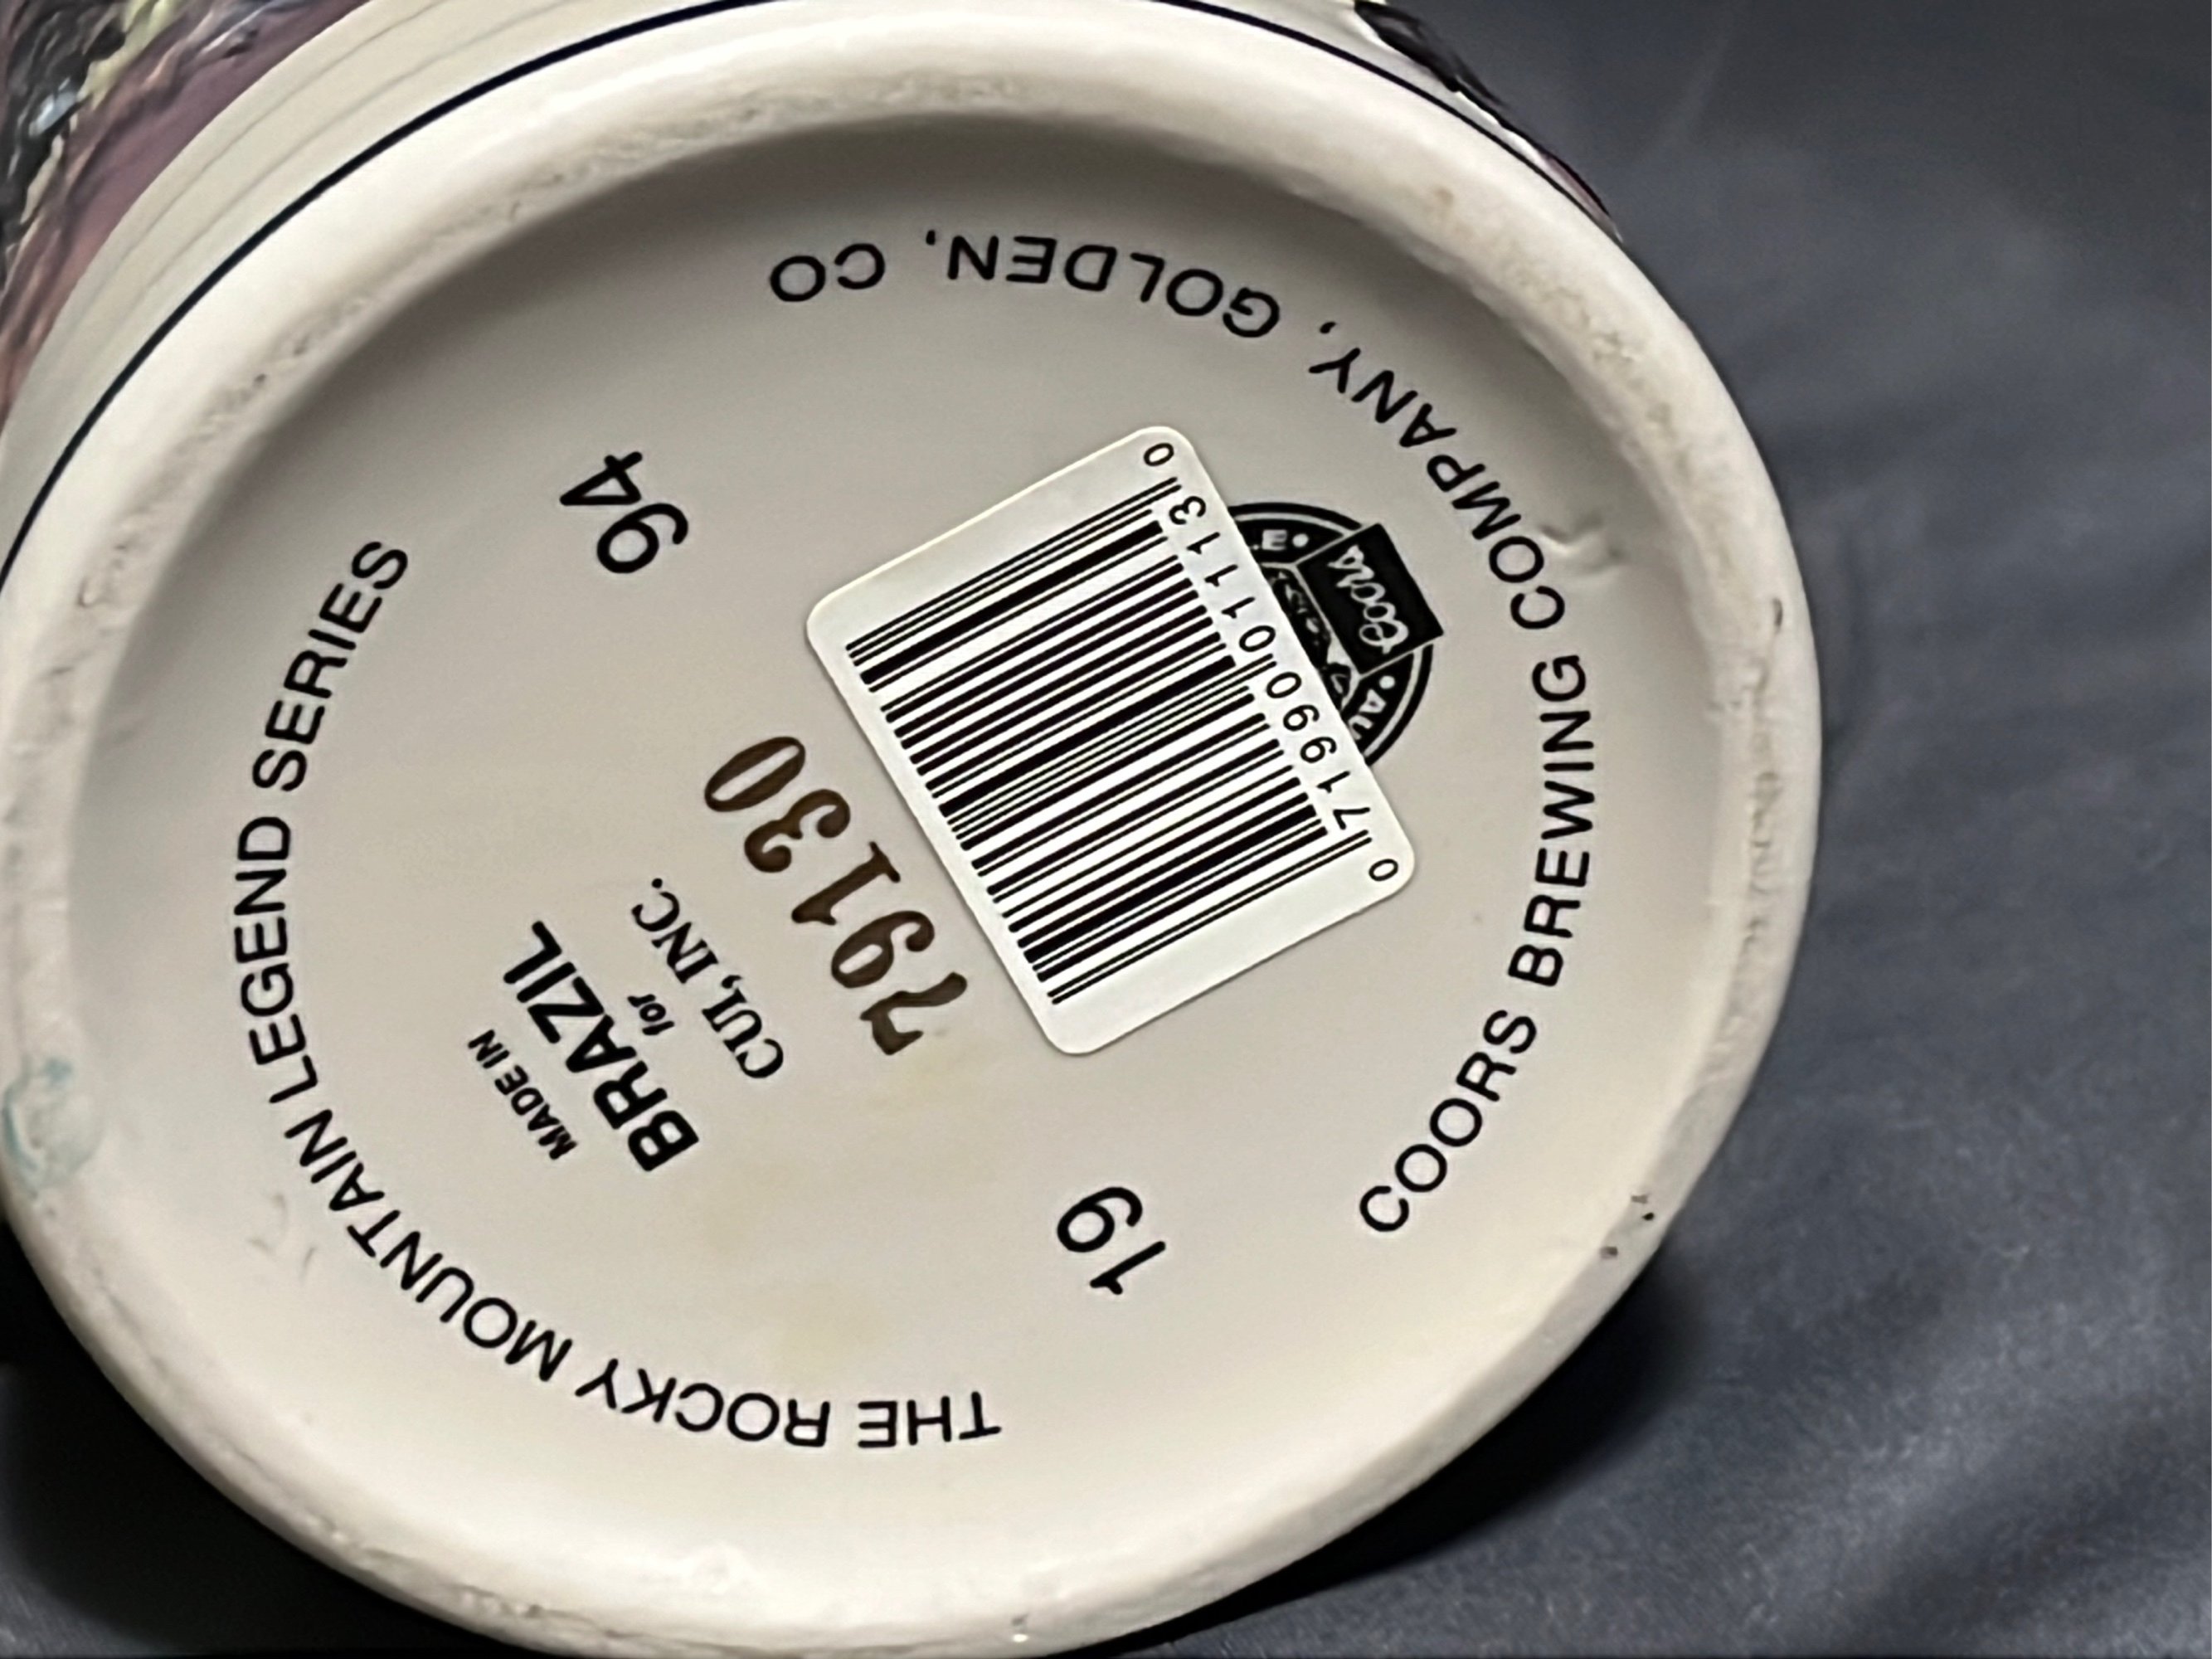 COORS BREWING COMPANY, GOLDEN, CO
Coors
0 71990 01113 0
19 94
79130
CUI, INC.
for
BRAZIL
MADE IN
THE ROCKY MOUNTAIN LEGEND SERIES